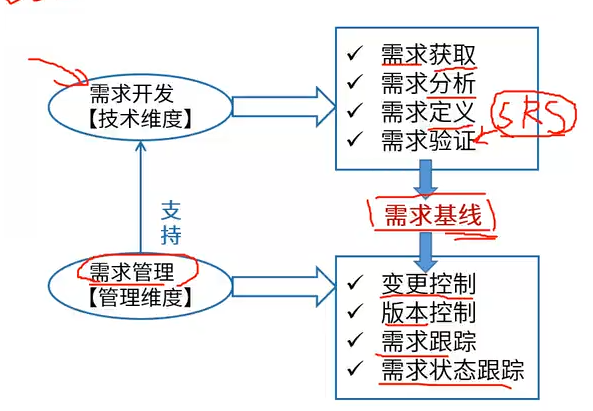 需求开发
【技术维度】
✓ 需求获取
✓ 需求分析
✓ 需求定义
✓ 需求验证
SRS
支持
需求基线
需求管理
【管理维度】
✓ 变更控制
✓ 版本控制
✓ 需求跟踪
✓ 需求状态跟踪